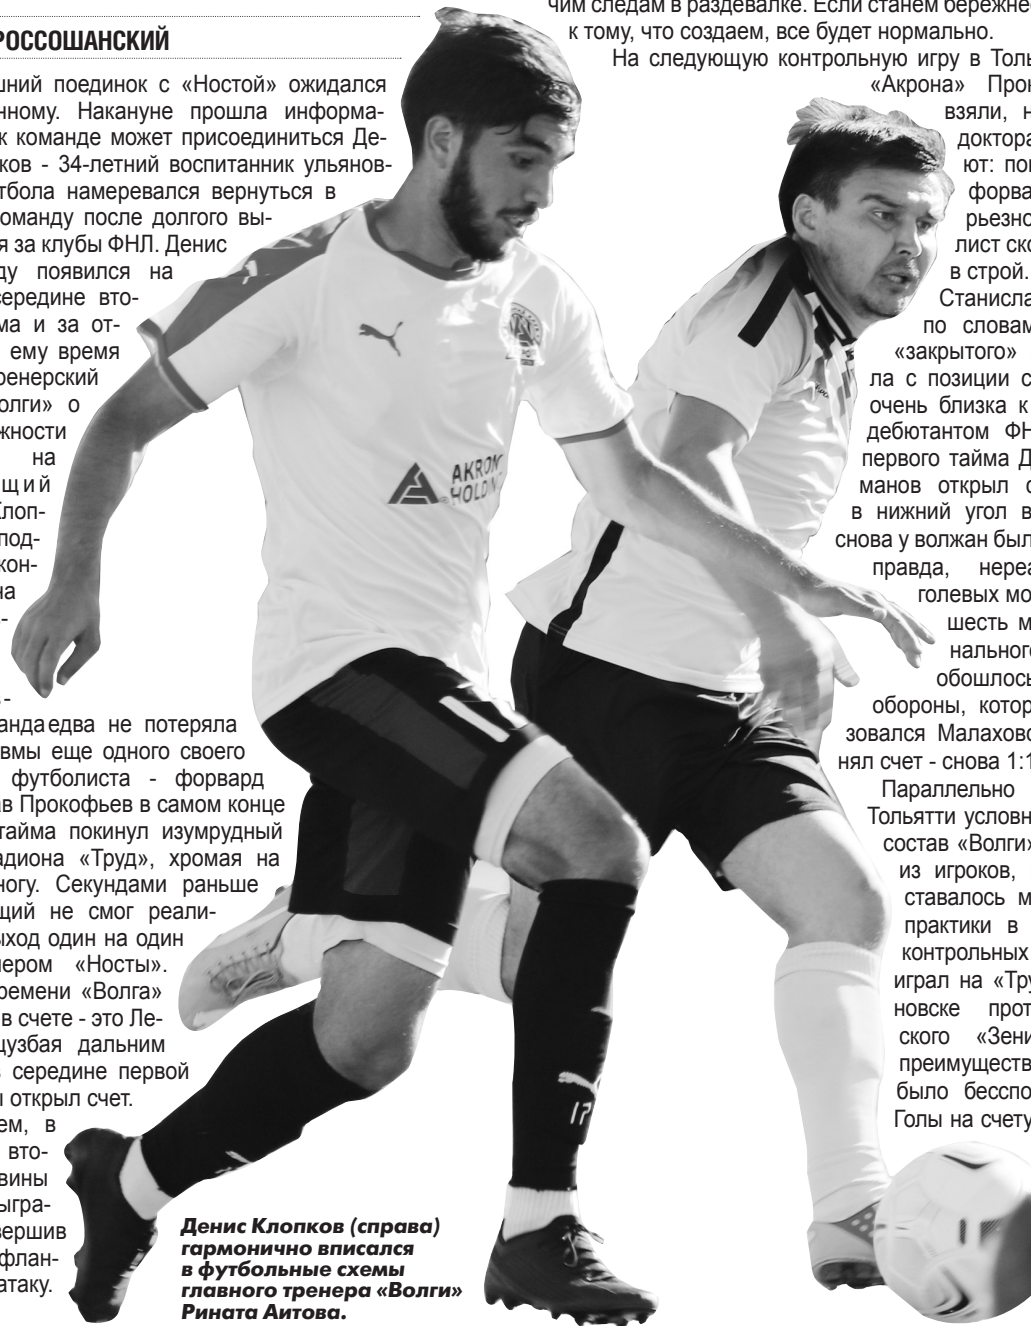 РОССОШАНСКИЙ
шний поединок с «Ностой» ожидался
нному. Накануне прошла информа-
к команде может присоединиться Де-
ков - 34-летний воспитанник ульянов-
тбола намеревался вернуться в
оманду после долгого вы-
я за клубы ФНЛ. Денис
ду появился на
середине вто-
ма и за от-
ему время
ренерский
олги» о
жности
на
щий
Клоп-
под-
кон-
на
-
ь-
анда едва не потеряла
вмы еще одного своего
футболиста - форвард
ав Прокофьев в самом конце
тайма покинул изумрудный
адиона «Труд», хромая на
ногу. Секундами раньше
щий не смог реали-
ыход один на один
пером «Носты».
ремени «Волга»
в счете - это Ле-
цузбая дальним
в середине первой
ы открыл счет.
ем, в
вто-
вины
ыгра-
вершив
флан-
атаку.
чим следам в раздевалке. Если станем бережнее
к тому, что создаем, все будет нормально.
На следующую контрольную игру в Толь
«Акрона» Прок
взяли, н
доктора
ют: пов
форва
рьезно
лист ско
в строй.
Станисла
по словам
«закрытого»
ла с позиции с
очень близка к
дебютантом ФН
первого тайма Д
манов открыл с
в нижний угол в
снова у волжан был
правда, нереа
голевых мо
шесть м
нального
обошлось
обороны, котор
зовался Малаховс
нял счет - снова 1:1
Параллельно
Тольятти условн
состав «Волги»
из игроков,
ставалось м
практики в
контрольных
играл на «Тру
новске прот
ского «Зени
преимуществ
было бесспо
Голы на счету
AKRON
HOLDING
17
Денис Клопков (справа)
гармонично вписался
в футбольные схемы
главного тренера «Волги»
Рината Аитова.